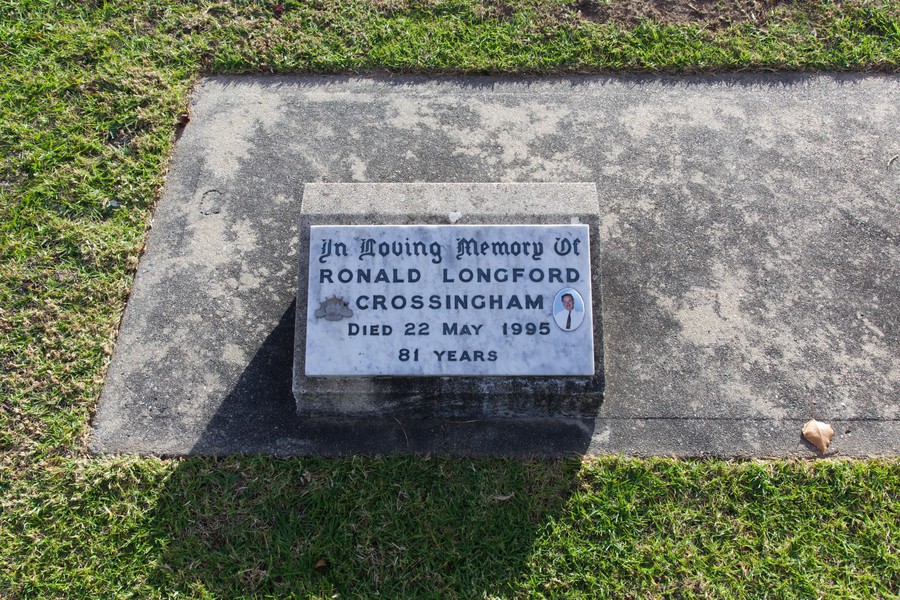 In Loving Memory Of
RONALD LONGFORD
CROSSINGHAM
DIED 22 MAY 1995
81 YEARS